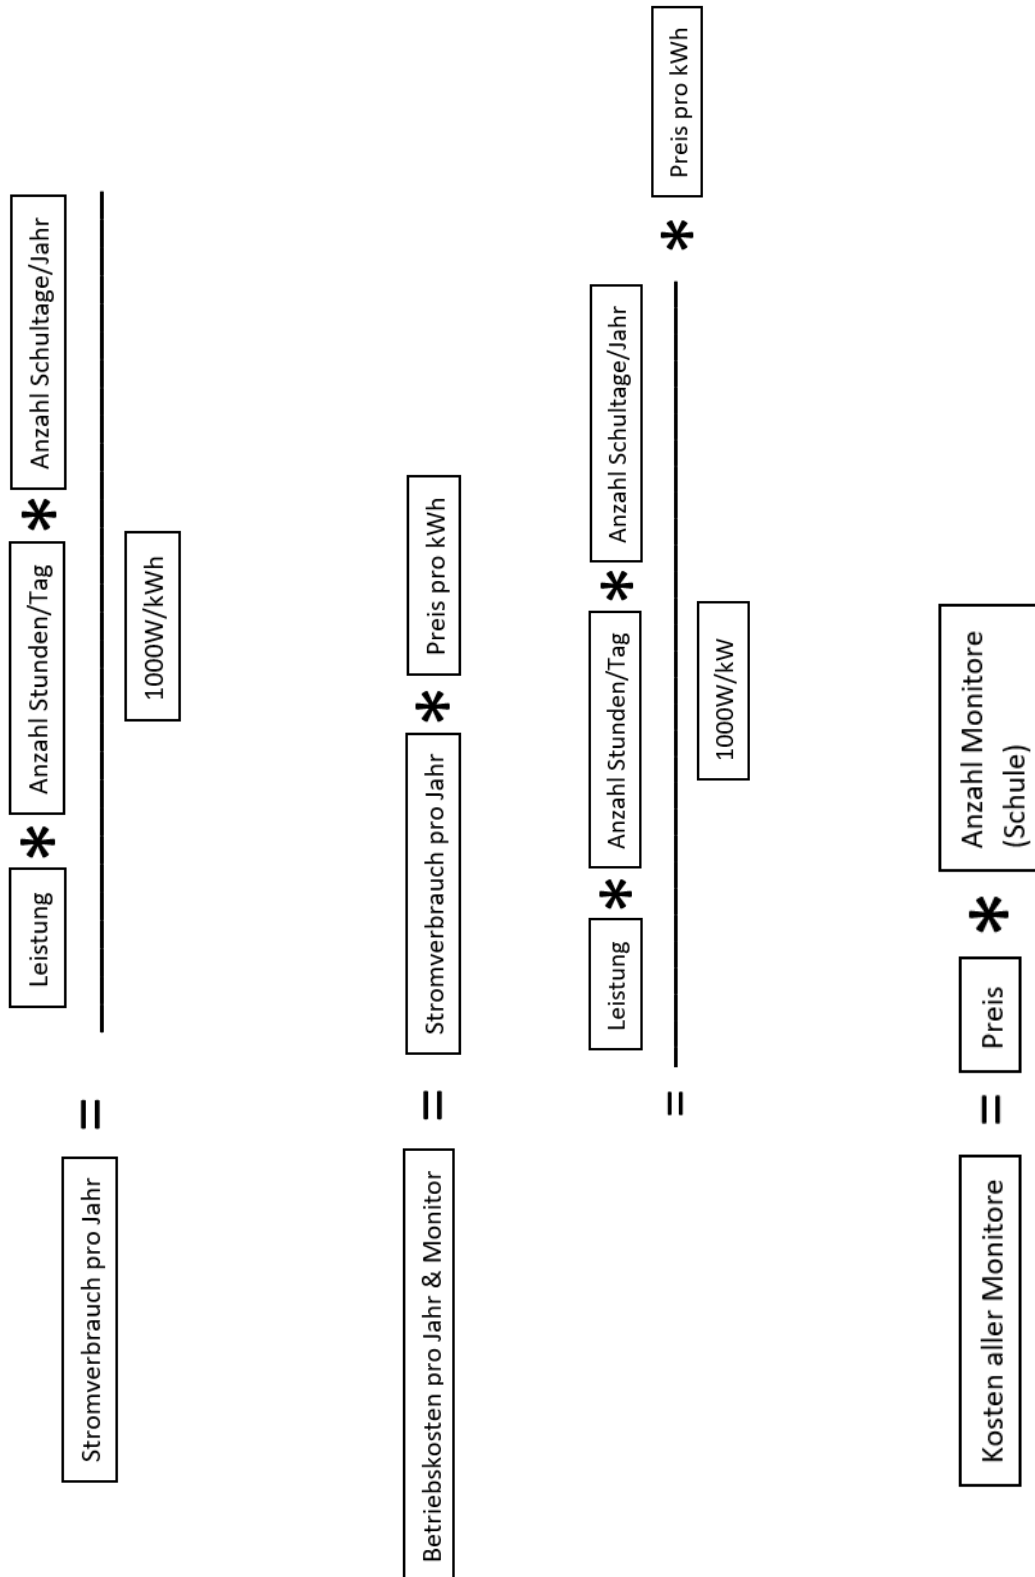 Leistung * Anzahl Stunden/Tag * Anzahl Schultage/Jahr
Stromverbrauch pro Jahr =
1000W/kWh
Betriebskosten pro Jahr & Monitor = Stromverbrauch pro Jahr * Preis pro kWh
Leistung * Anzahl Stunden/Tag * Anzahl Schultage/Jahr
= * Preis pro kWh
1000W/kW
Kosten aller Monitore = Preis * Anzahl Monitore
(Schule)